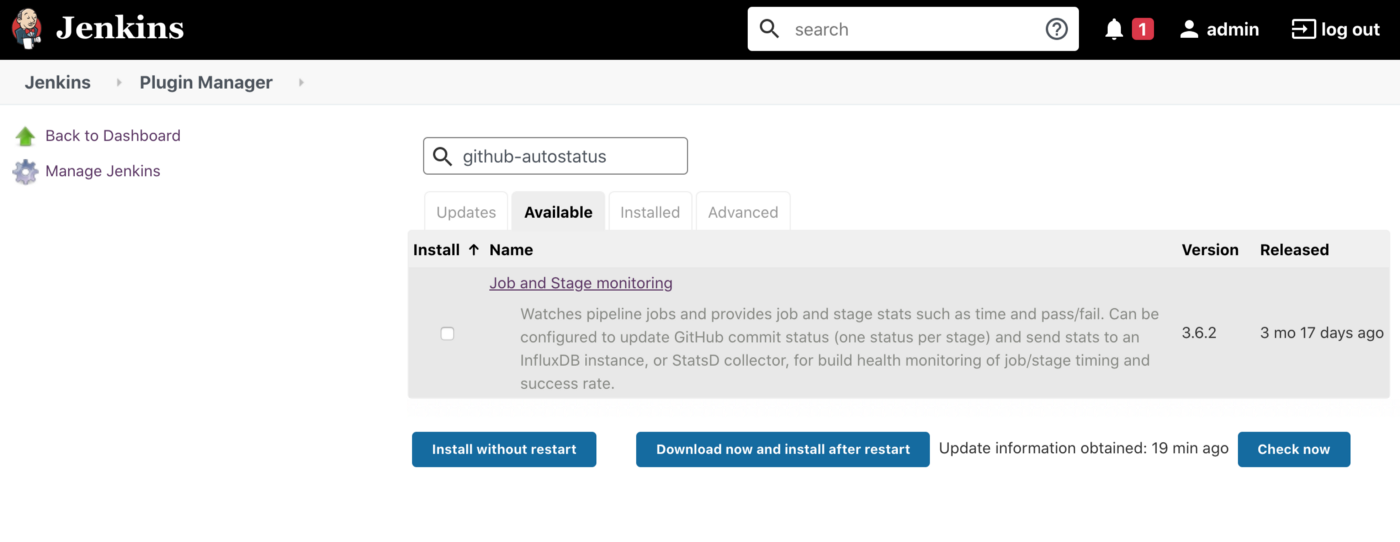 Jenkins
search
1
admin
log out
Jenkins
Plugin Manager
Back to Dashboard
Manage Jenkins
github-autostatus
Updates
Available
Installed
Advanced
Install ↑ Name Version Released
Job and Stage monitoring
Watches pipeline jobs and provides job and stage stats such as time and pass/fail. Can be
configured to update GitHub commit status (one status per stage) and send stats to an
InfluxDB instance, or StatsD collector, for build health monitoring of job/stage timing and
success rate.
3.6.2
3 mo 17 days ago
Install without restart
Download now and install after restart
Update information obtained: 19 min ago
Check now